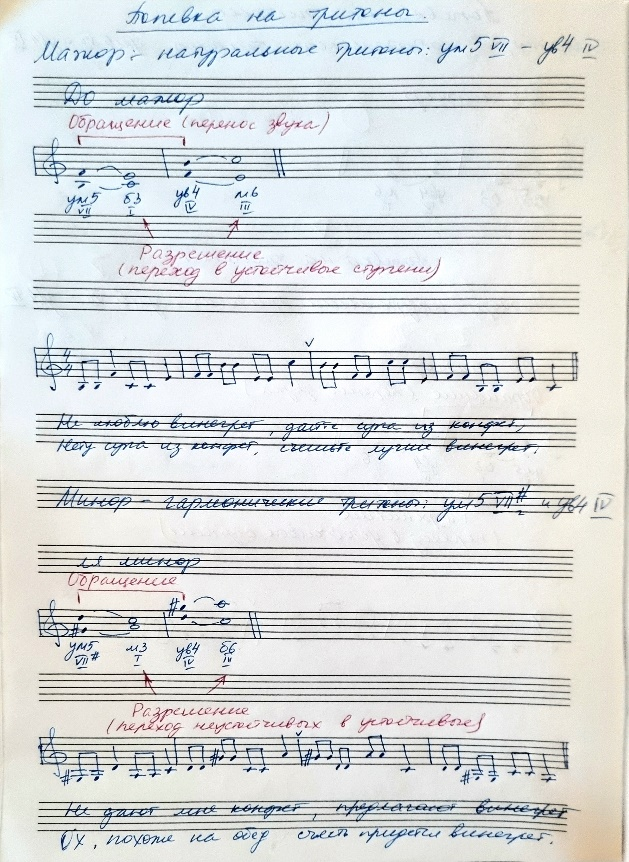 Попевка на тритоны.
Мажор:- натуральные тритоны: ум5 VII - ув4 IV
До мажор
Обращение (перенос звука)
4 4
ум5 б3 ув4 м6
VII I IV III
Разрешение
(переход в устойчивые ступени)
Не люблю винегрет, дайте супа из конфет,
Нету супа из конфет, съешьте лучше винегрет.
Минор - гармонические тритоны: ум5 VII# и ув4 IV
ля минор
Обращение
ум5 м3 ув4 б6
VII# I IV IV
Разрешение
(переход неустойчивых в устойчивые)
Не дают мне конфет, предлагают винегрет
Ох, похоже на обед съесть придётся винегрет.